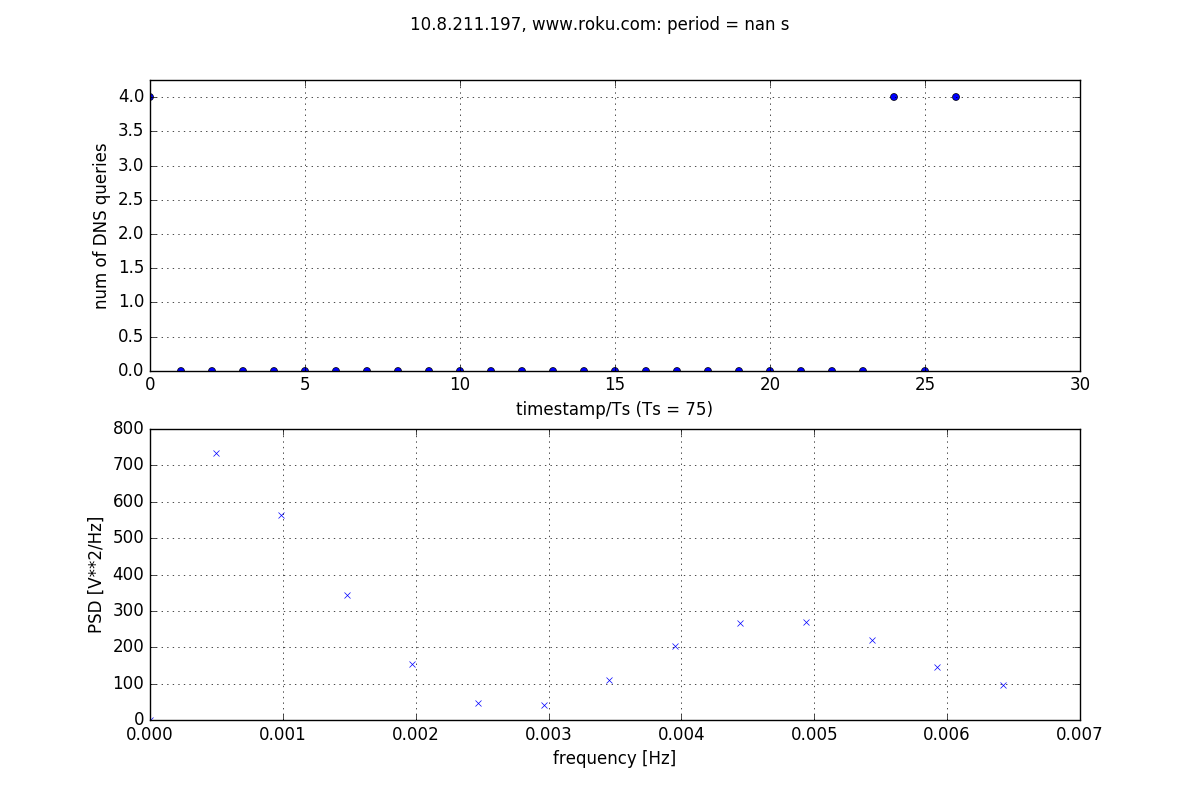 10.8.211.197, www.roku.com: period = nan s
4.0
3.5
3.0
2.5
2.0
1.5
1.0
0.5
0.0
num of DNS queries
0 5 10 15 20 25 30
timestamp/Ts (Ts = 75)
800
700
600
500
400
300
200
100
0
PSD [V**2/Hz]
0.000 0.001 0.002 0.003 0.004 0.005 0.006 0.007
frequency [Hz]